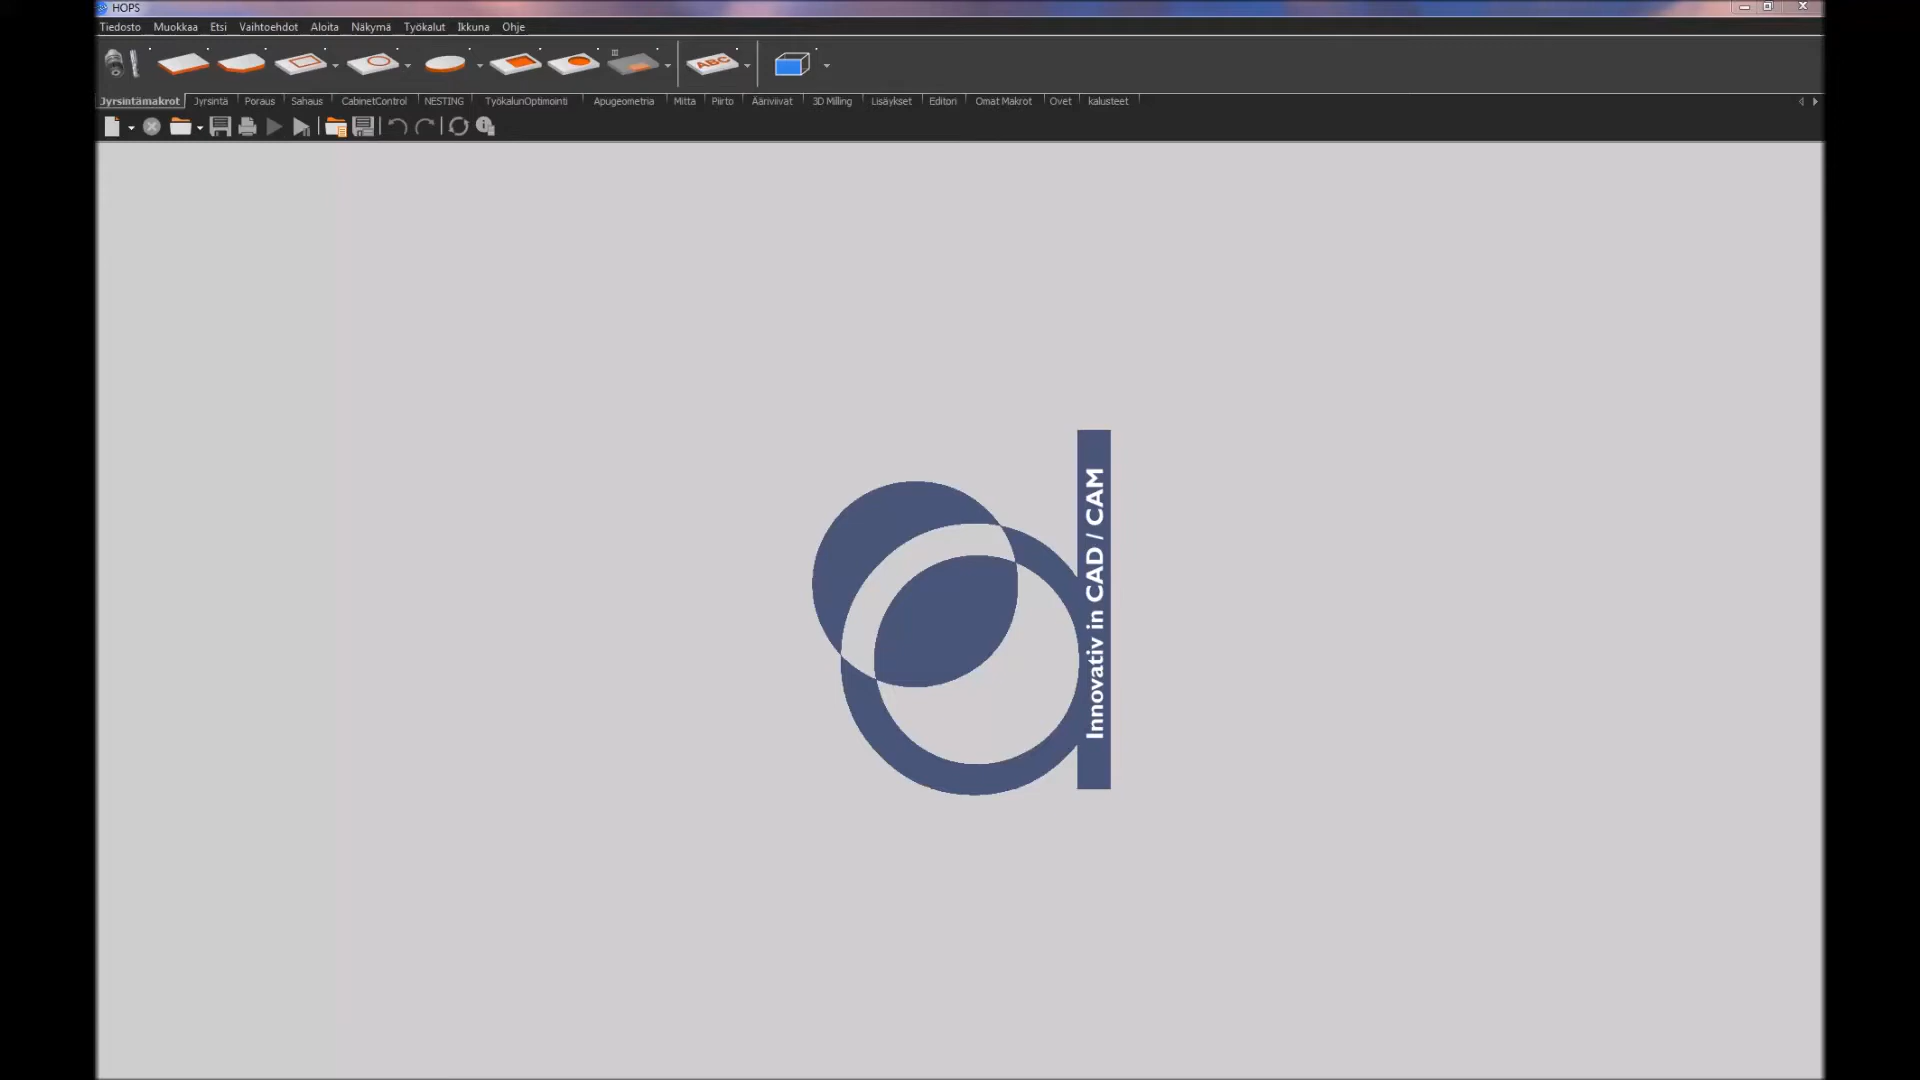 HOPS
Tiedosto Muokkaa Etsi Vaihtoehdot Aloita Näkymä Työkalut Ikkuna Ohje
ABC
Jyrsintämakrot Jyrsintä Poraus Sahaus CabinetControl NESTING TyökalunOptimointi Apugeometria Mitta Piirto Ääriviivat 3D Milling Lisäykset Editori Omat Makrot Ovet kalusteet
Innovativ in CAD / CAM